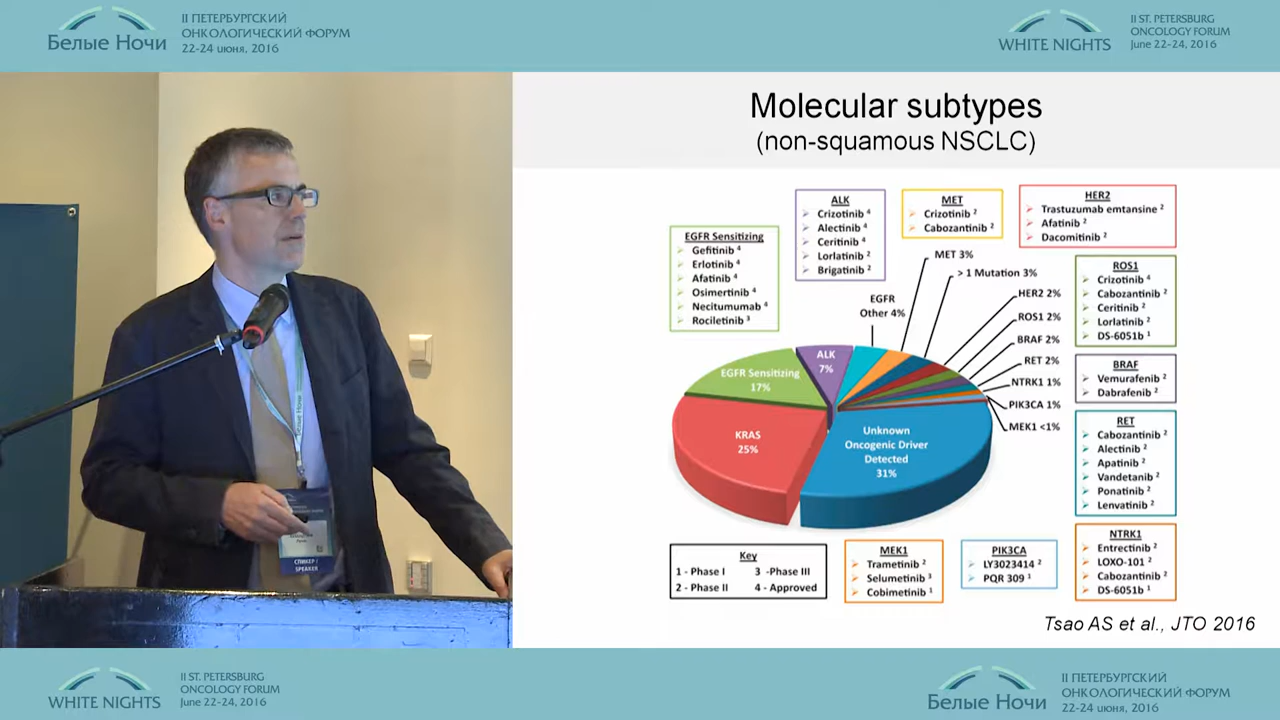 II ПЕТЕРБУРГСКИЙ
ОНКОЛОГИЧЕСКИЙ ФОРУМ
Белые Ночи
22-24 июня, 2016
II ST. PETERSBURG
ONCOLOGY FORUM
WHITE NIGHTS
June 22-24, 2016
Molecular subtypes
(non-squamous NSCLC)
EGFR Sensitizing
Gefitinib 4
Erlotinib 4
Afatinib 4
Osimertinib 4
Necitumumab 4
Rociletinib 3
ALK
Crizotinib 4
Alectinib 4
Ceritinib 4
Lorlatinib 2
Brigatinib 2
MET
Crizotinib 2
Cabozantinib 2
HER2
Trastuzumab emtansine 2
Afatinib 2
Dacomitinib 2
ROS1
Crizotinib 4
Cabozantinib 2
Ceritinib 2
Lorlatinib 2
DS-6051b 1
BRAF
Vemurafenib 2
Dabrafenib 2
RET
Cabozantinib 2
Alectinib 2
Apatinib 2
Vandetanib 2
Ponatinib 2
Lenvatinib 2
NTRK1
Entrectinib 2
LOXO-101 2
Cabozantinib 2
DS-6051b 1
EGFR
Other 4%
MET 3%
> 1 Mutation 3%
HER2 2%
ROS1 2%
BRAF 2%
RET 2%
NTRK1 1%
PIK3CA 1%
MEK1 <1%
ALK
7%
EGFR Sensitizing
17%
KRAS
25%
Unknown
Oncogenic Driver
Detected
31%
Key
1 - Phase I 3 -Phase III
2 - Phase II 4 - Approved
MEK1
Trametinib 2
Selumetinib 3
Cobimetinib 1
PIK3CA
LY3023414 2
PQR 309 1
Tsao AS et al., JTO 2016
СПИКЕР /
SPEAKER
II ST. PETERSBURG
ONCOLOGY FORUM
WHITE NIGHTS
June 22-24, 2016
II ПЕТЕРБУРГСКИЙ
ОНКОЛОГИЧЕСКИЙ ФОРУМ
Белые Ночи
22-24 июня, 2016